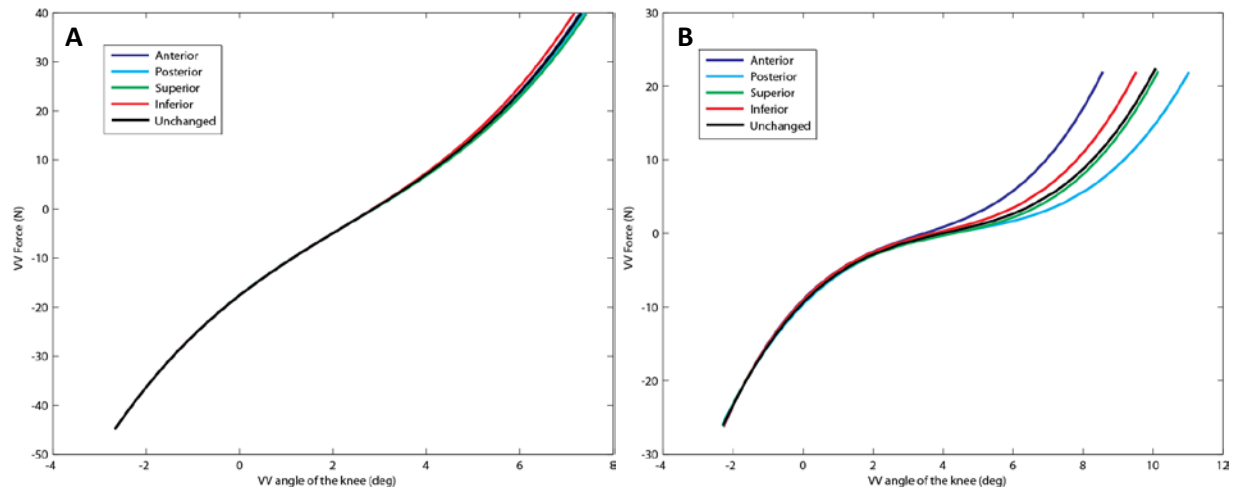 A
Anterior
Posterior
Superior
Inferior
Unchanged
40
30
20
10
0
-10
-20
-30
-40
-50
VV Force (N)
-4 -2 0 2 4 6 8
VV angle of the knee (deg)
B
Anterior
Posterior
Superior
Inferior
Unchanged
30
20
10
0
-10
-20
-30
VV Force (N)
-4 -2 0 2 4 6 8 10 12
VV angle of the knee (deg)